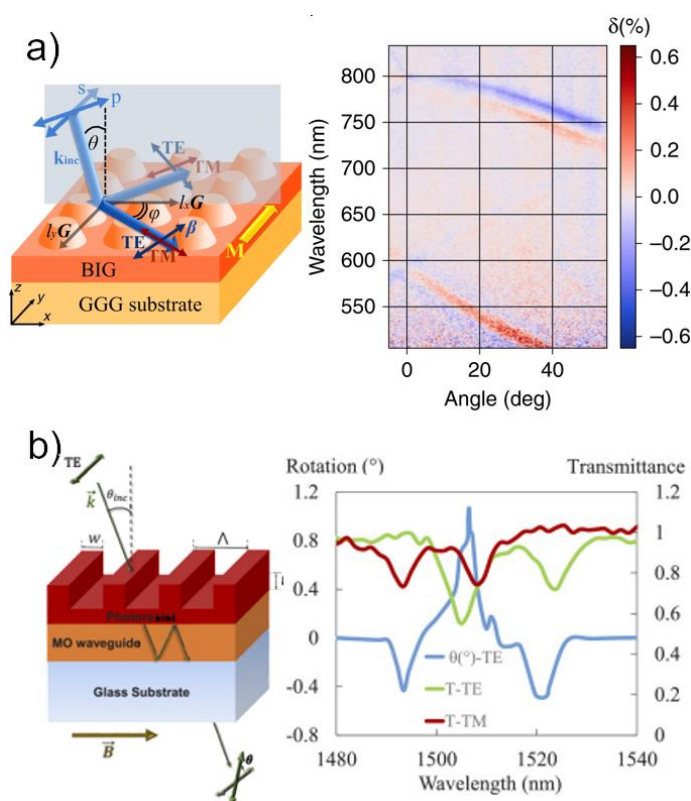 a)
s
p
θ
k_inc
TE
TM
l_xG
φ
l_yG
TE
TM
β
M
BIG
GGG substrate
z
y
x
δ(%)
Wavelength (nm)
800
750
700
650
600
550
0.6
0.4
0.2
0.0
−0.2
−0.4
−0.6
0 20 40
Angle (deg)
b)
TE
k
θ_inc
w
Λ
MO waveguide
Glass Substrate
B
θ
Rotation (°)
Transmittance
1.2
0.8
0.4
0
-0.4
-0.8
1.2
1
0.8
0.6
0.4
0.2
0
θ(°)-TE
T-TE
T-TM
1480 1500 1520 1540
Wavelength (nm)